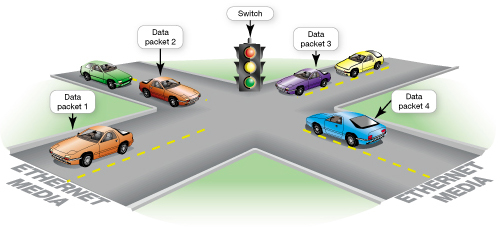 Switch
Data
packet 2
Data
packet 3
Data
packet 1
Data
packet 4
ETHERNET
MEDIA
ETHERNET
MEDIA